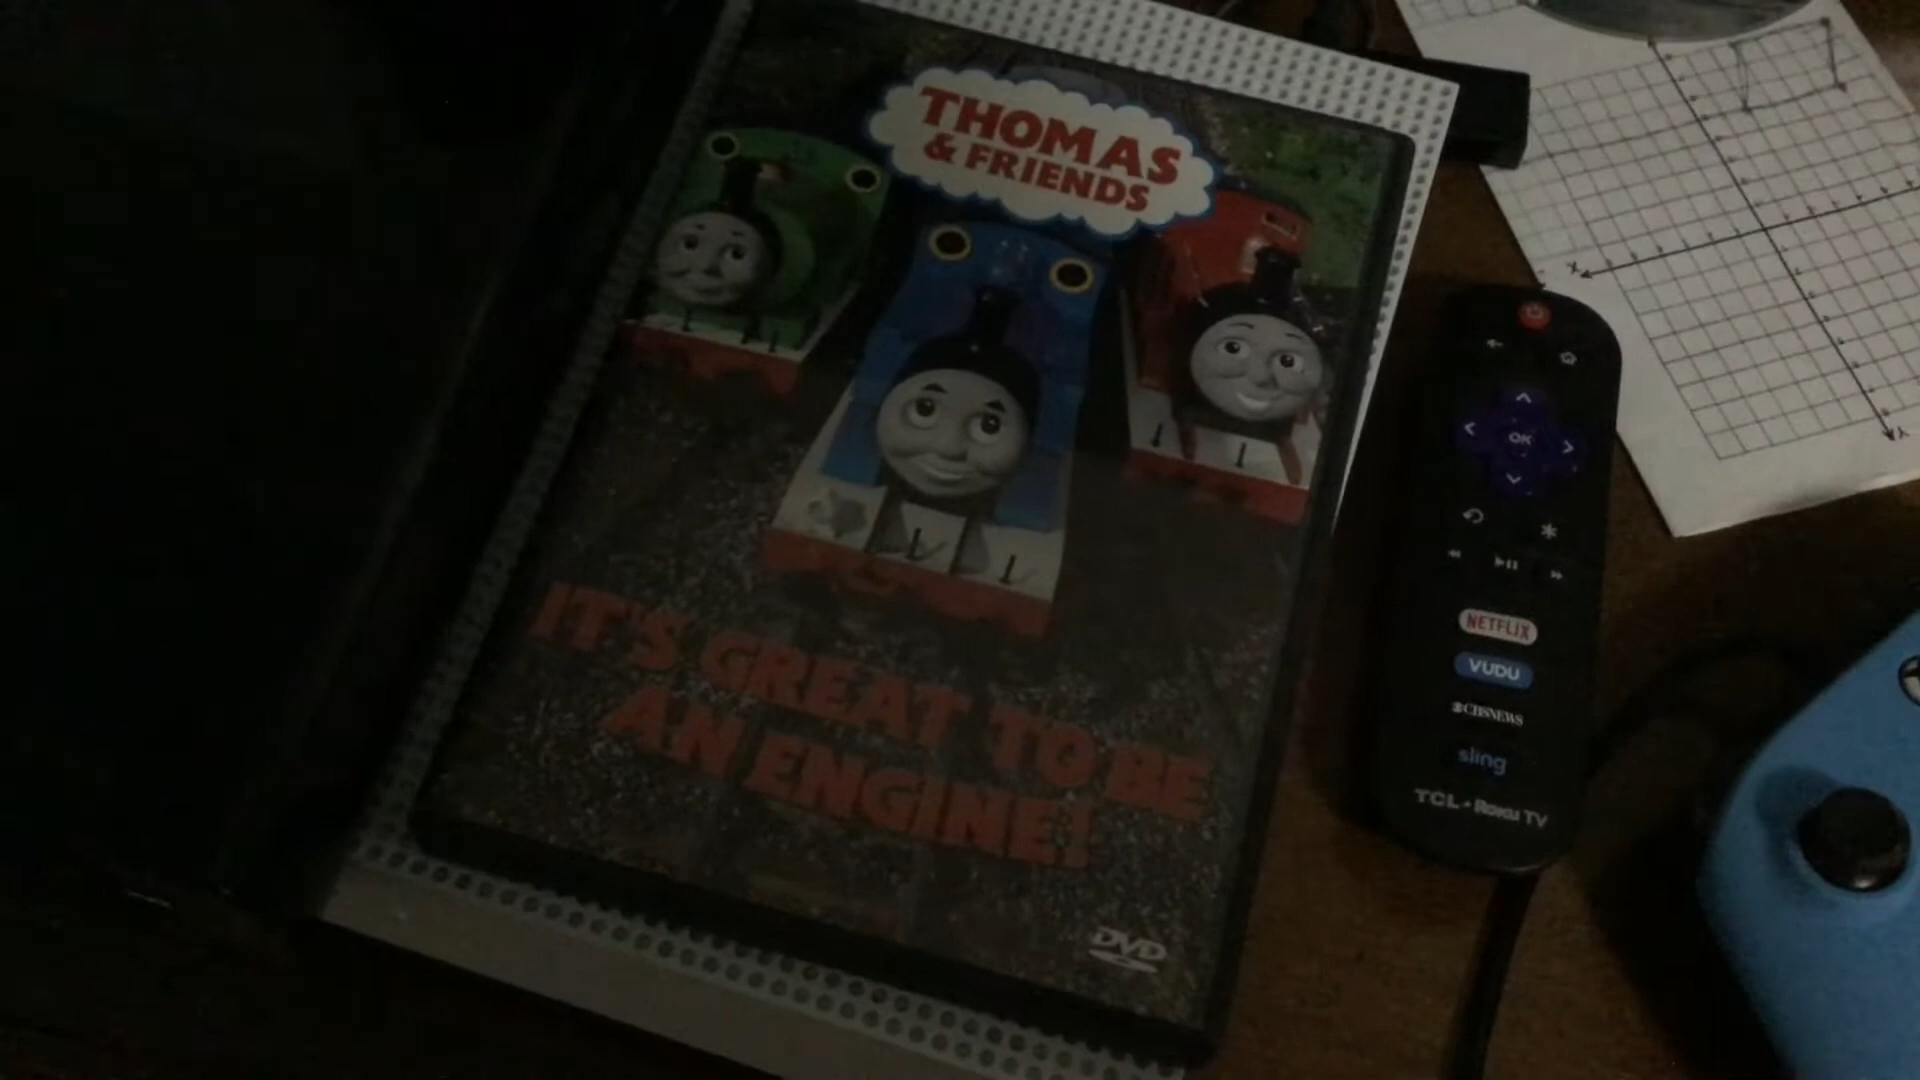 THOMAS
& FRIENDS
IT'S GREAT TO BE
AN ENGINE!
DVD
X
Y
OK
NETFLIX
VUDU
CBSNEWS
sling
TCL • Roku TV